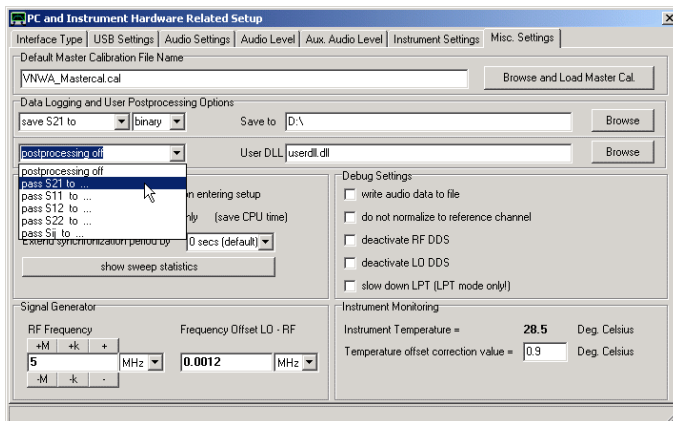 PC and Instrument Hardware Related Setup
Interface Type USB Settings Audio Settings Audio Level Aux. Audio Level Instrument Settings Misc. Settings
Default Master Calibration File Name
VNWA_Mastercal.cal Browse and Load Master Cal.
Data Logging and User Postprocessing Options
save S21 to binary Save to D:\ Browse
postprocessing off User DLL userdll.dll Browse
postprocessing off
pass S21 to ...
pass S11 to ...
pass S12 to ...
pass S22 to ...
pass Sij to ...
on entering setup
only (save CPU time)
Extend synchronization period by 0 secs (default)
show sweep statistics
Debug Settings
write audio data to file
do not normalize to reference channel
deactivate RF DDS
deactivate LO DDS
slow down LPT (LPT mode only!)
Signal Generator
RF Frequency Frequency Offset LO - RF
+M +k +
5 MHz 0.0012 MHz
-M -k -
Instrument Monitoring
Instrument Temperature = 28.5 Deg. Celsius
Temperature offset correction value = 0.9 Deg. Celsius